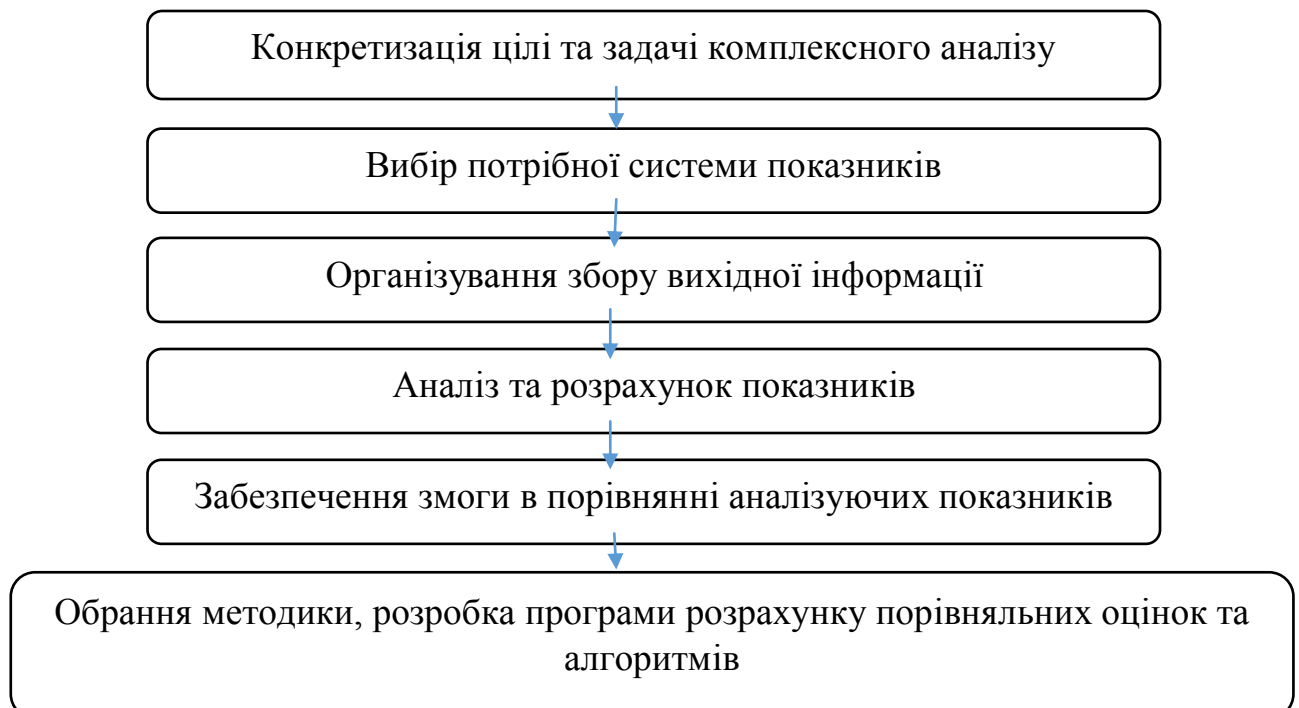 Конкретизація цілі та задачі комплексного аналізу
Вибір потрібної системи показників
Організування збору вихідної інформації
Аналіз та розрахунок показників
Забезпечення змоги в порівнянні аналізуючих показників
Обрання методики, розробка програми розрахунку порівняльних оцінок та
алгоритмів